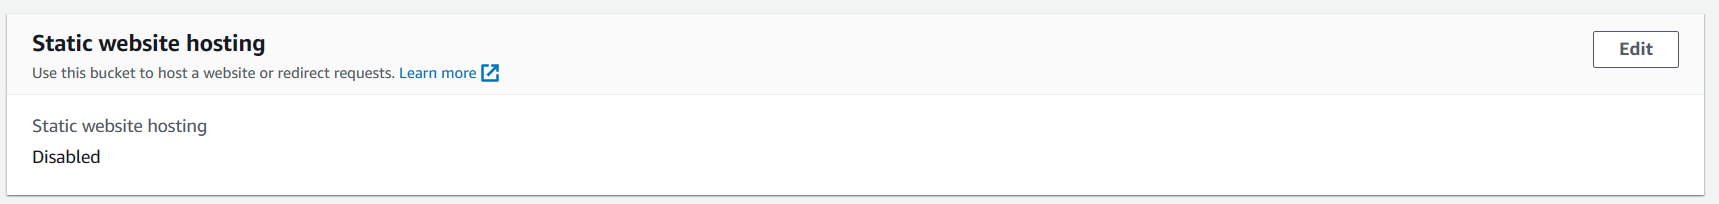 Static website hosting
Edit
Use this bucket to host a website or redirect requests. Learn more
Static website hosting
Disabled